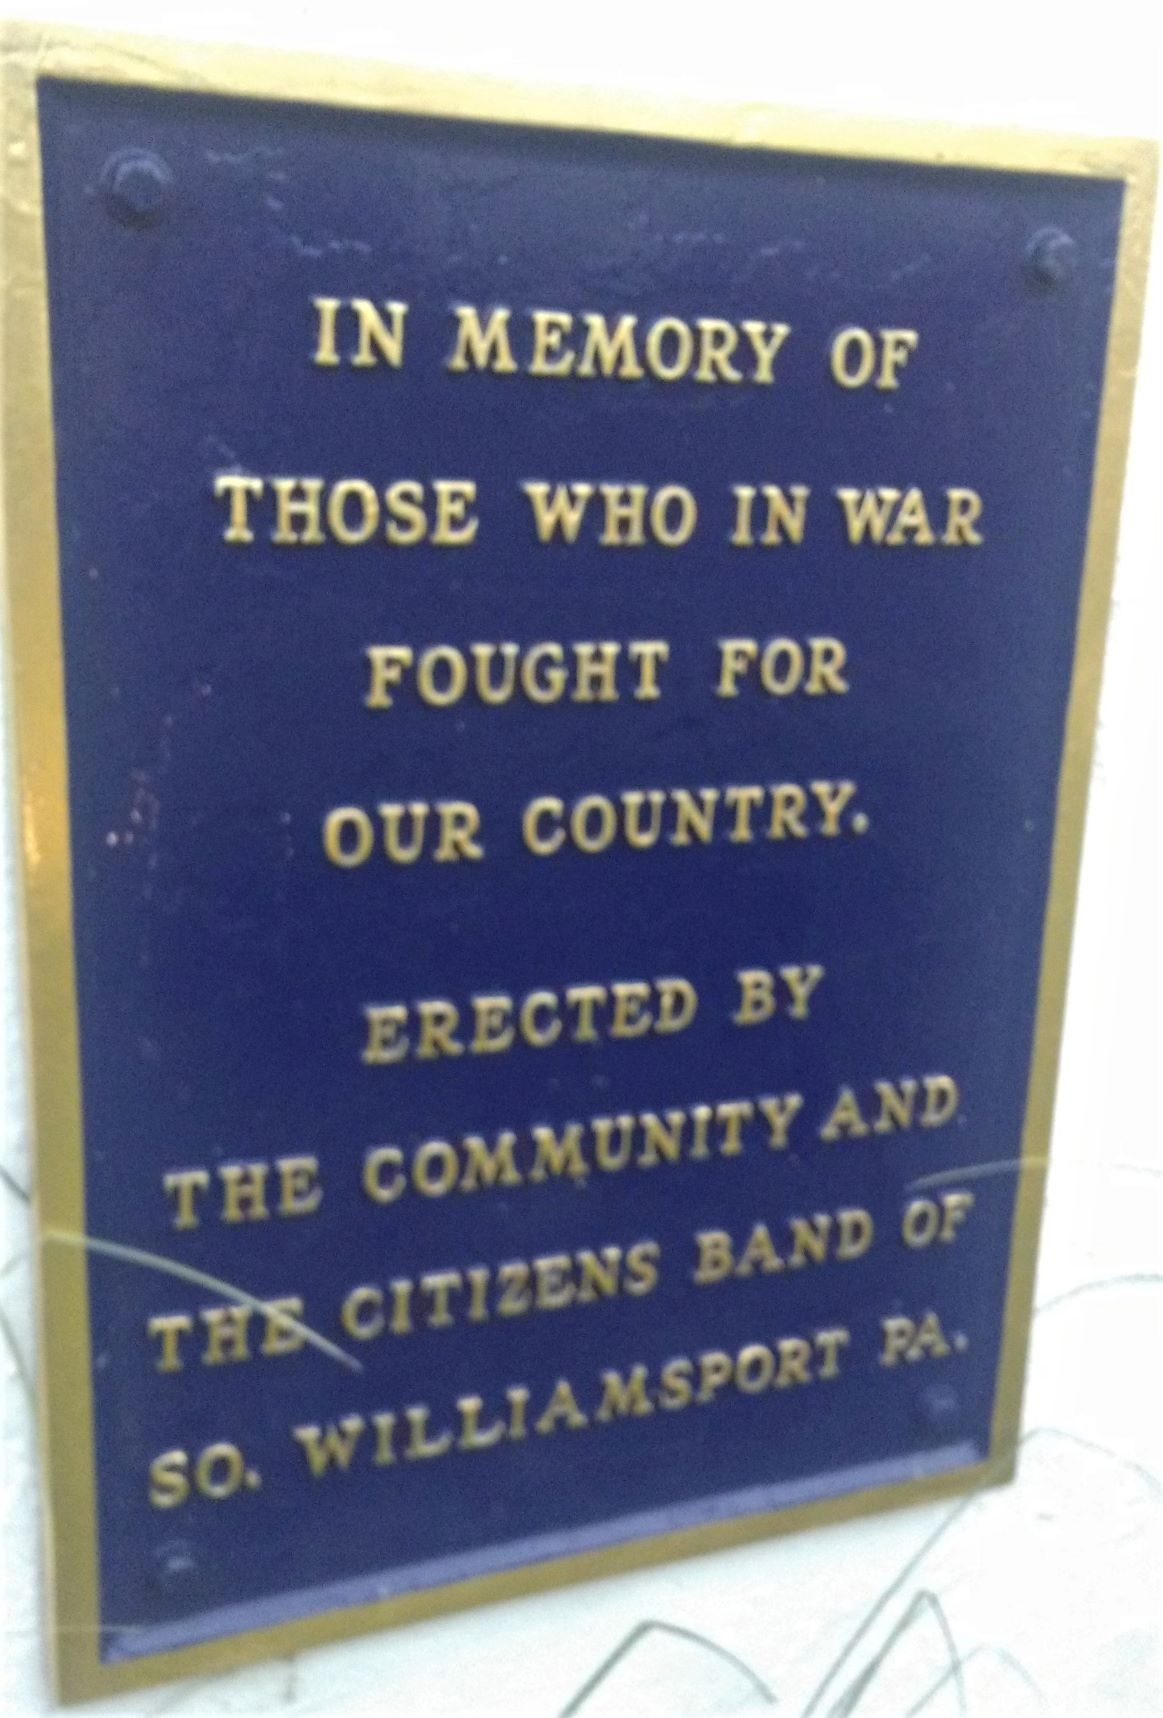 IN MEMORY OF
THOSE WHO IN WAR
FOUGHT FOR
OUR COUNTRY.
ERECTED BY
THE COMMUNITY AND
THE CITIZENS BAND OF
SO. WILLIAMSPORT PA.